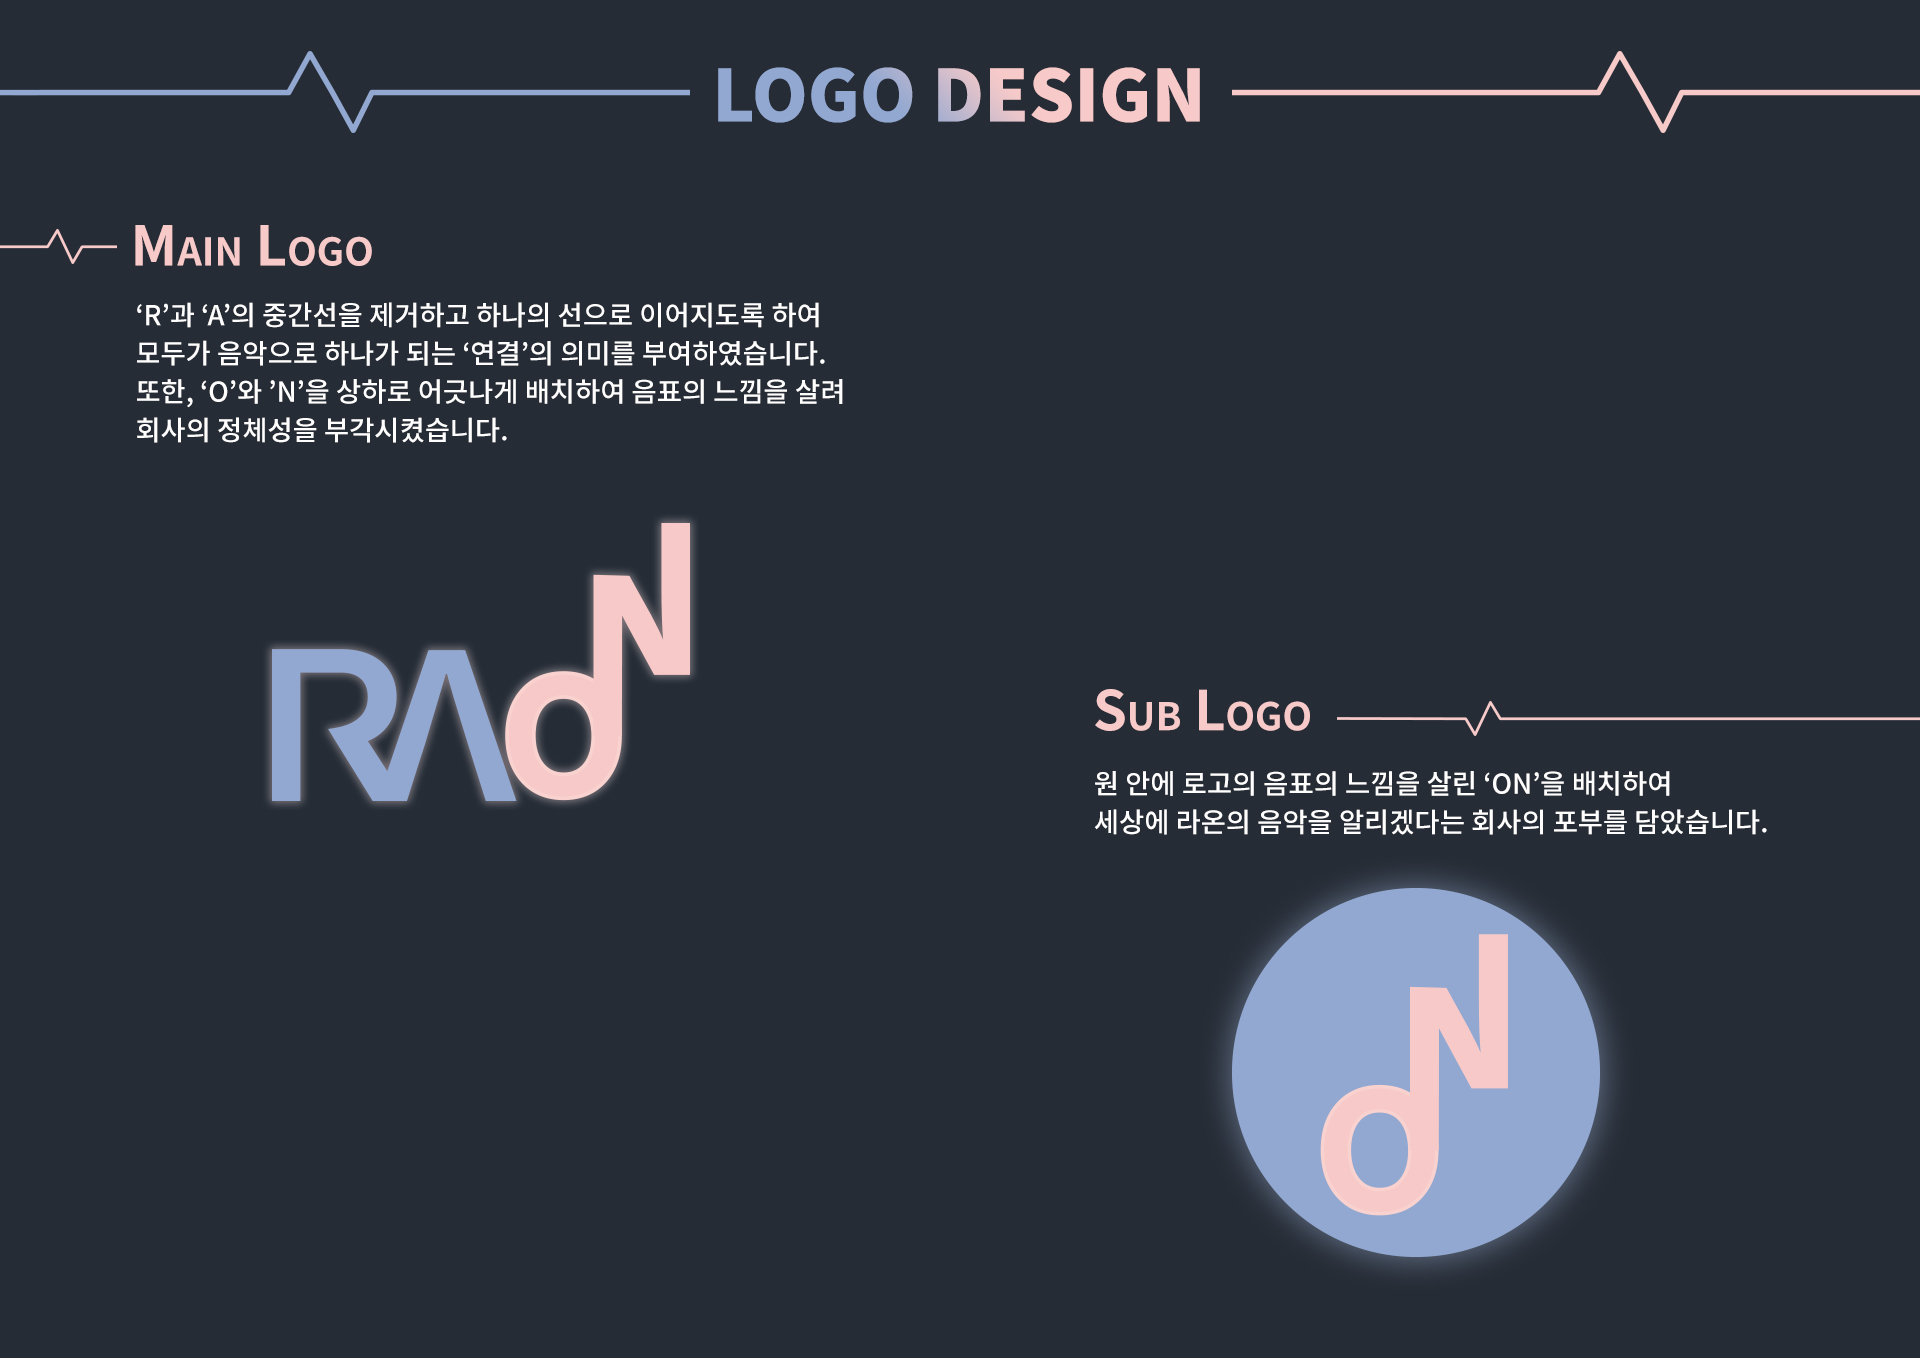 LOGO DESIGN
MAIN LOGO
‘R’과 ‘A’의 중간선을 제거하고 하나의 선으로 이어지도록 하여
모두가 음악으로 하나가 되는 ‘연결’의 의미를 부여하였습니다.
또한, ‘O’와 ’N’을 상하로 어긋나게 배치하여 음표의 느낌을 살려
회사의 정체성을 부각시켰습니다.
RAON
SUB LOGO
원 안에 로고의 음표의 느낌을 살린 ‘ON’을 배치하여
세상에 라온의 음악을 알리겠다는 회사의 포부를 담았습니다.
ON